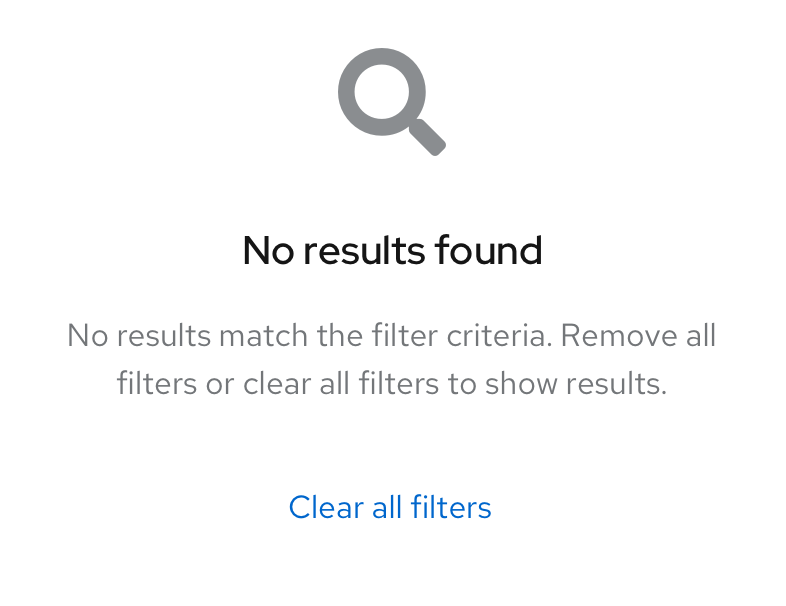 No results found
No results match the filter criteria. Remove all
filters or clear all filters to show results.
Clear all filters